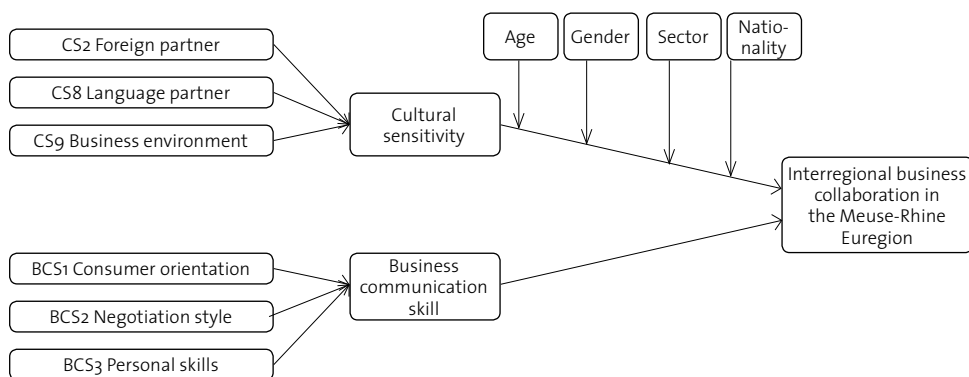 CS2 Foreign partner
CS8 Language partner
CS9 Business environment
Cultural
sensitivity
Age
Gender
Sector
Natio-
nality
Interregional business
collaboration in
the Meuse-Rhine
Euregion
BCS1 Consumer orientation
BCS2 Negotiation style
BCS3 Personal skills
Business
communication
skill